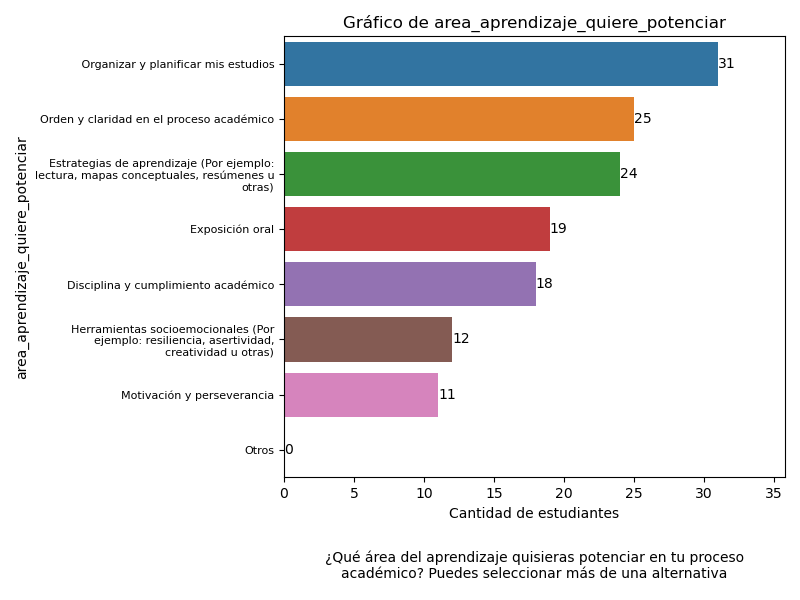 Gráfico de area_aprendizaje_quiere_potenciar
area_aprendizaje_quiere_potenciar
Organizar y planificar mis estudios
31
Orden y claridad en el proceso académico
25
Estrategias de aprendizaje (Por ejemplo:
lectura, mapas conceptuales, resúmenes u
otras)
24
Exposición oral
19
Disciplina y cumplimiento académico
18
Herramientas socioemocionales (Por
ejemplo: resiliencia, asertividad,
creatividad u otras)
12
Motivación y perseverancia
11
Otros
0
0 5 10 15 20 25 30 35
Cantidad de estudiantes
¿Qué área del aprendizaje quisieras potenciar en tu proceso
académico? Puedes seleccionar más de una alternativa